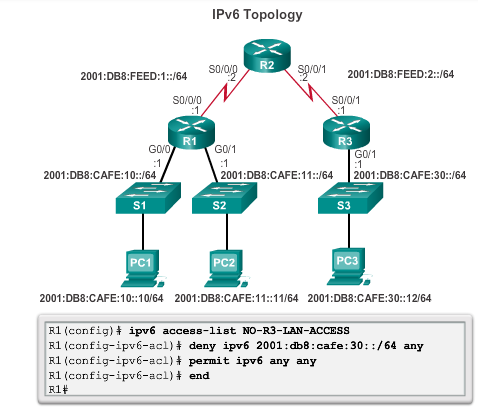 IPv6 Topology
R2
S0/0/0
:2
S0/0/1
:2
2001:DB8:FEED:1::/64
2001:DB8:FEED:2::/64
S0/0/0
:1
S0/0/1
:1
R1
R3
G0/0
:1
G0/1
:1
G0/1
:1
2001:DB8:CAFE:10::/64
2001:DB8:CAFE:11::/64
2001:DB8:CAFE:30::/64
S1
S2
S3
PC1
PC2
PC3
2001:DB8:CAFE:10::10/64
2001:DB8:CAFE:11::11/64
2001:DB8:CAFE:30::12/64
R1(config)# ipv6 access-list NO-R3-LAN-ACCESS
R1(config-ipv6-acl)# deny ipv6 2001:db8:cafe:30::/64 any
R1(config-ipv6-acl)# permit ipv6 any any
R1(config-ipv6-acl)# end
R1#